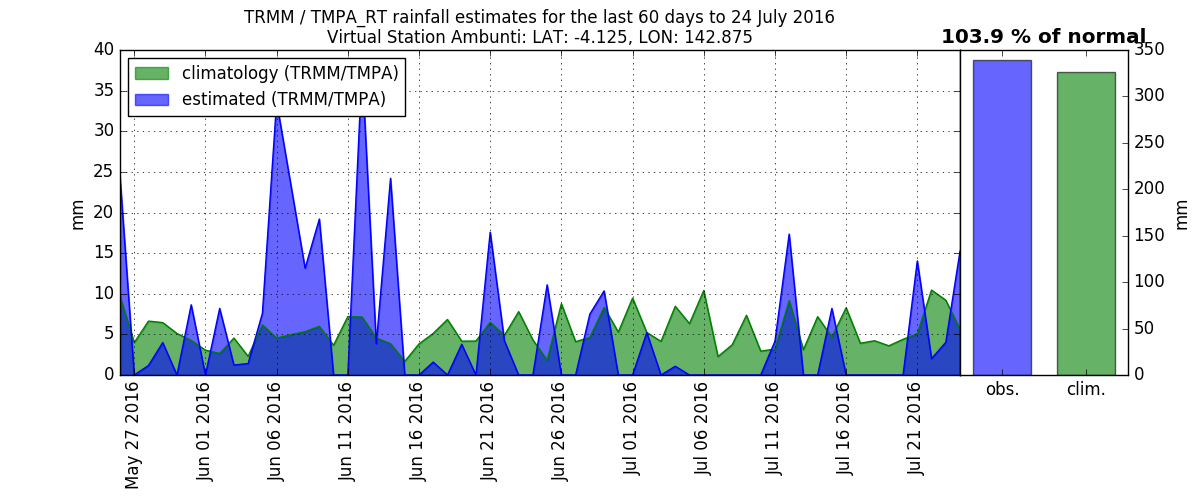 TRMM / TMPA_RT rainfall estimates for the last 60 days to 24 July 2016
Virtual Station Ambunti: LAT: -4.125, LON: 142.875
103.9 % of normal
climatology (TRMM/TMPA)
estimated (TRMM/TMPA)
40
35
30
25
20
15
10
5
0
mm
May 27 2016
Jun 01 2016
Jun 06 2016
Jun 11 2016
Jun 16 2016
Jun 21 2016
Jun 26 2016
Jul 01 2016
Jul 06 2016
Jul 11 2016
Jul 16 2016
Jul 21 2016
obs.
clim.
350
300
250
200
150
100
50
0
mm